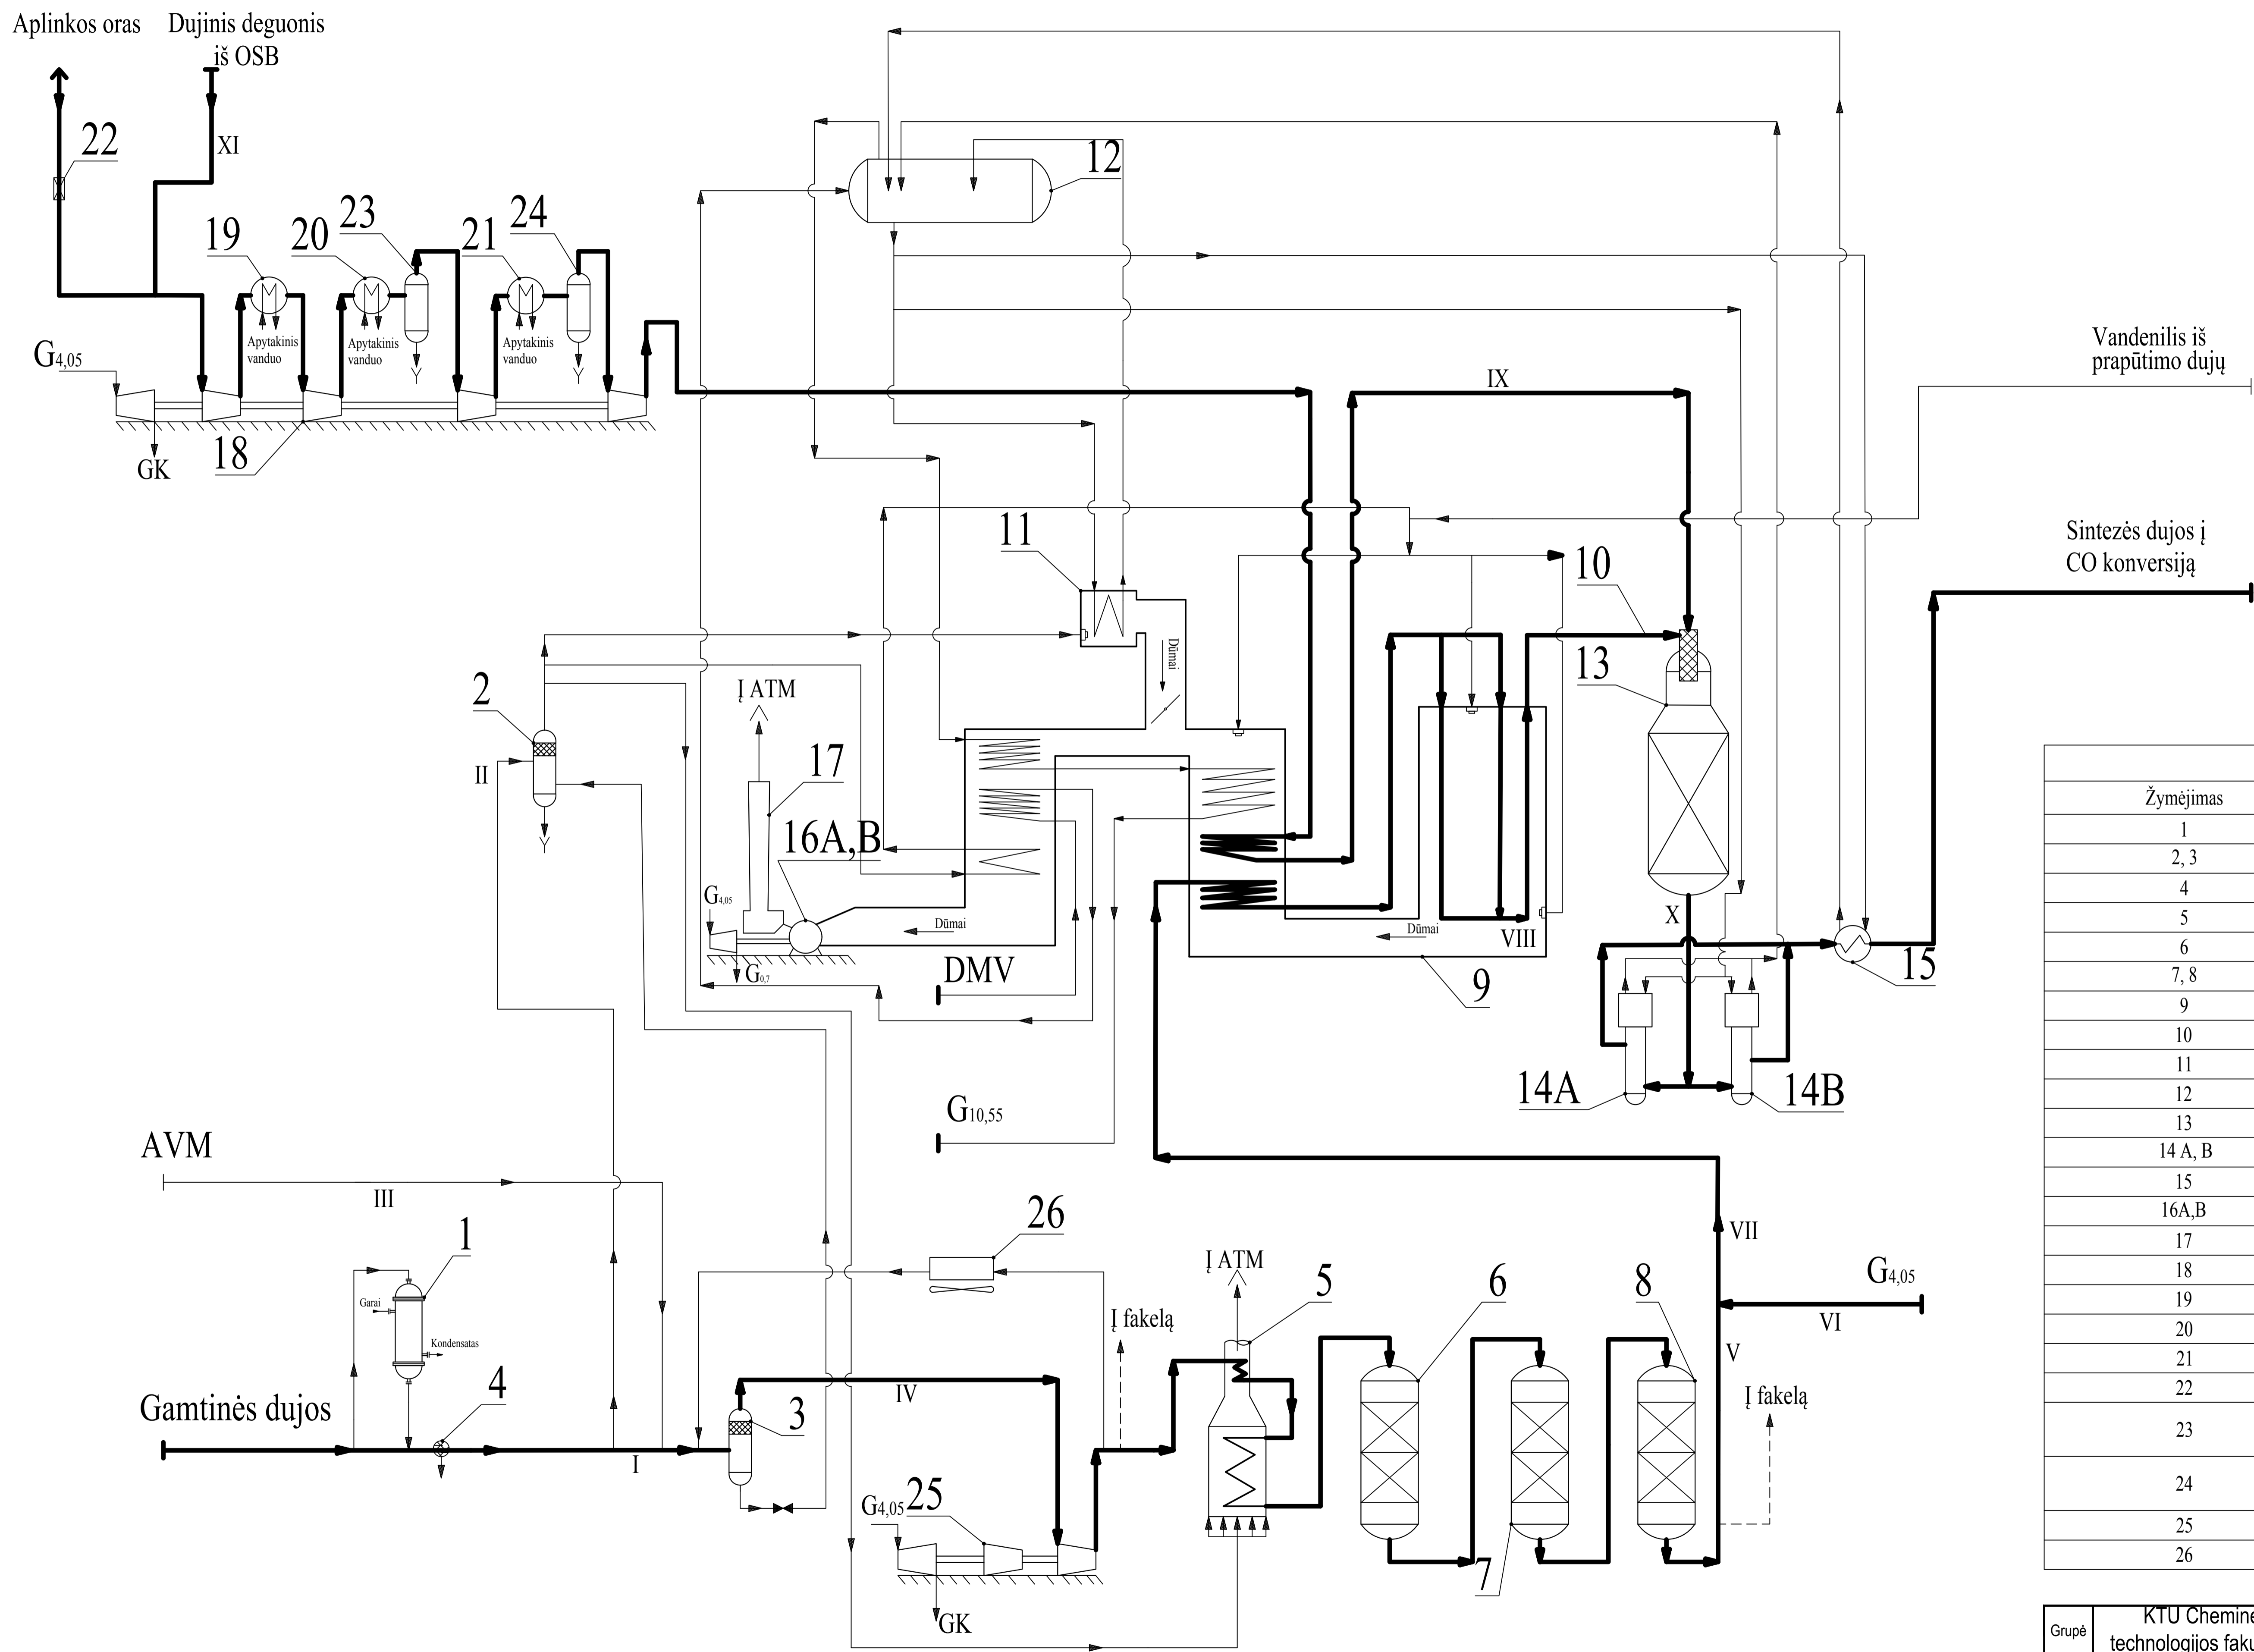 Aplinkos oras
Dujinis deguonis
iš OSB
22
XI
12
19
20
23
21
24
Apytakinis
vanduo
Apytakinis
vanduo
Apytakinis
vanduo
G4,05
18
GK
IX
Vandenilis iš
prapūtimo dujų
Sintezės dujos į
CO konversiją
11
10
13
Dūmai
2
II
Į ATM
17
16A,B
G4,05
G0,7
Dūmai
DMV
Dūmai
VIII
9
X
15
14A
14B
G10,55
AVM
III
1
Garai
Kondensatas
4
Gamtinės dujos
I
3
IV
26
Į fakelą
Į ATM
5
6
8
7
VII
G4,05
VI
V
Į fakelą
G4,05
25
GK
Žymėjimas
1
2, 3
4
5
6
7, 8
9
10
11
12
13
14 A, B
15
16A,B
17
18
19
20
21
22
23
24
25
26
Grupė
KTU Cheminė